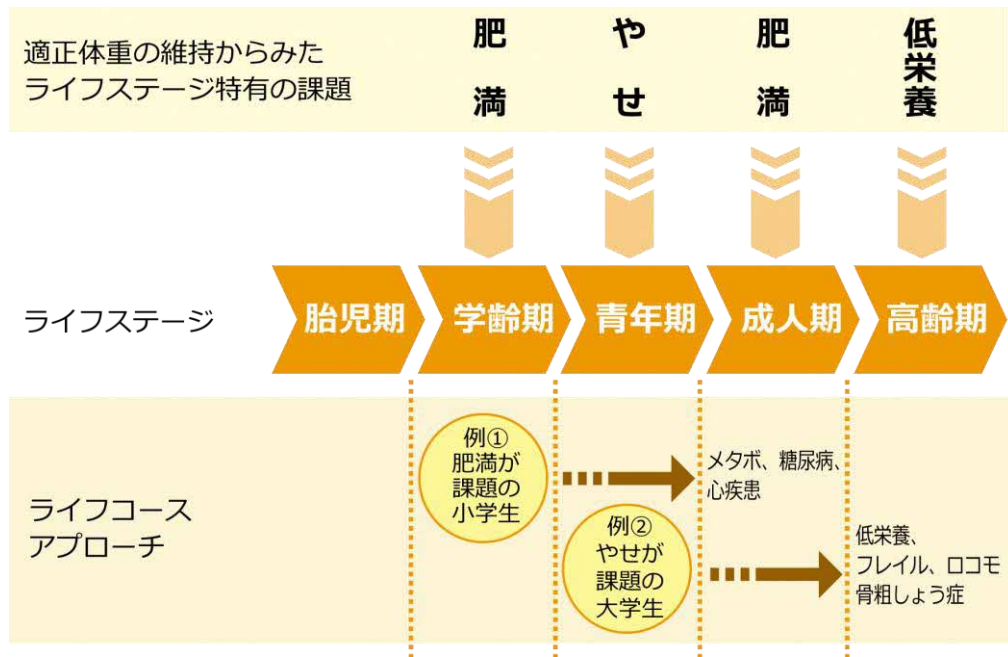 適正体重の維持からみた
ライフステージ特有の課題
肥満
やせ
肥満
低栄養
ライフステージ
胎児期
学齢期
青年期
成人期
高齢期
ライフコース
アプローチ
例①
肥満が
課題の
小学生
メタボ、糖尿病、
心疾患
例②
やせが
課題の
大学生
低栄養、
フレイル、ロコモ
骨粗しょう症